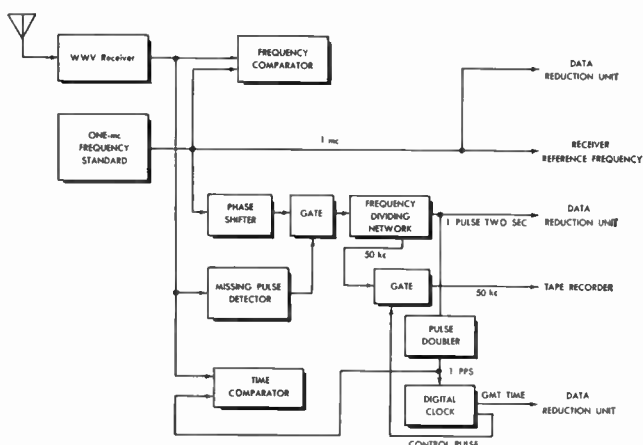 WWV Receiver
FREQUENCY
COMPARATOR
DATA
REDUCTION UNIT
ONE-mc
FREQUENCY
STANDARD
1 mc
RECEIVER
REFERENCE FREQUENCY
PHASE
SHIFTER
GATE
FREQUENCY
DIVIDING
NETWORK
1 PULSE TWO SEC
DATA
REDUCTION UNIT
50 kc
MISSING PULSE
DETECTOR
GATE
50 kc
TAPE RECORDER
PULSE
DOUBLER
TIME
COMPARATOR
1 PPS
DIGITAL
CLOCK
GMT TIME
DATA
REDUCTION UNIT
CONTROL PULSE